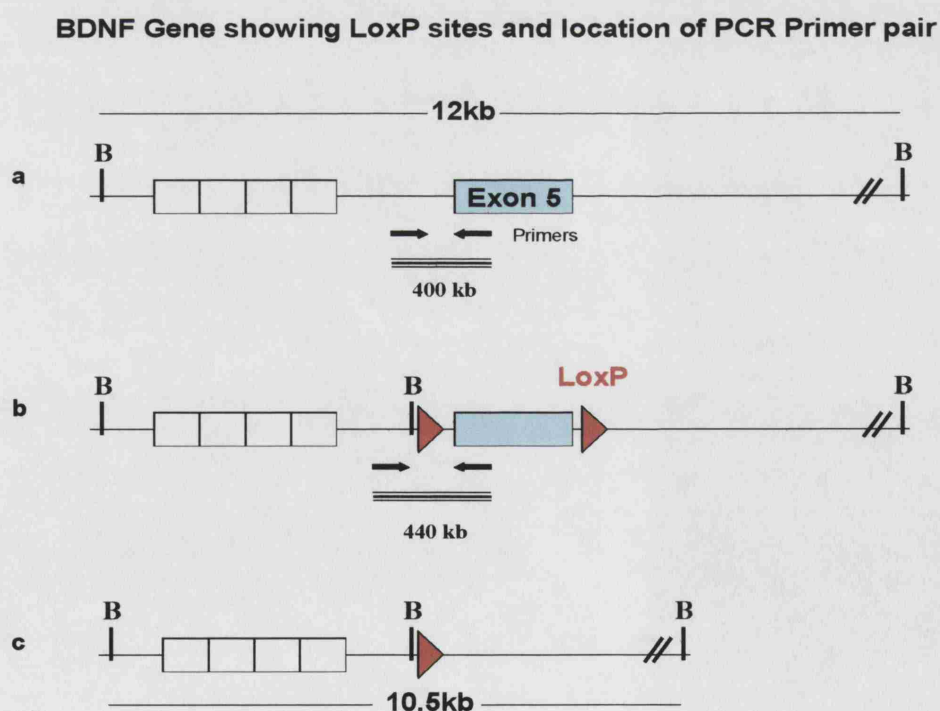 BDNF Gene showing LoxP sites and location of PCR Primer pair
12kb
B B
a
Exon 5
Primers
400 kb
LoxP
B B B
b
440 kb
B B B
c
10.5kb